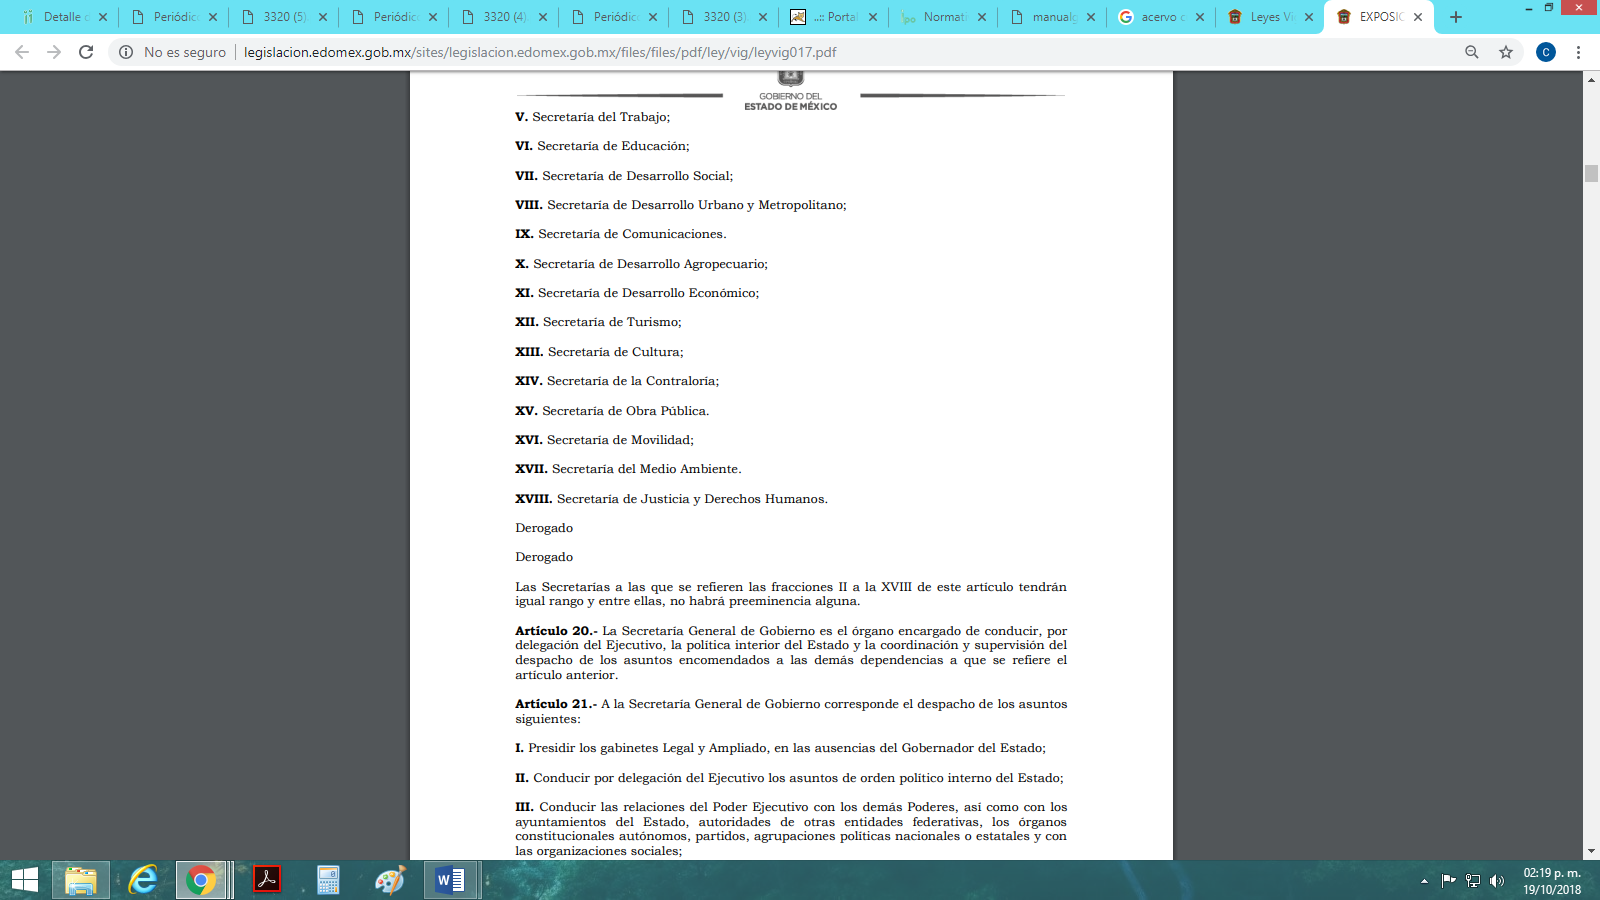 Detalle d
Periódico
3320 (5).
Periódico
3320 (4).
Periódico
3320 (3).
..:: Portal
Normati
manualg
acervo d
Leyes Vi
EXPOSIC
No es seguro
legislacion.edomex.gob.mx/sites/legislacion.edomex.gob.mx/files/files/pdf/ley/vig/leyvig017.pdf
C
GOBIERNO DEL
ESTADO DE MÉXICO
V. Secretaría del Trabajo;
VI. Secretaría de Educación;
VII. Secretaría de Desarrollo Social;
VIII. Secretaría de Desarrollo Urbano y Metropolitano;
IX. Secretaría de Comunicaciones.
X. Secretaría de Desarrollo Agropecuario;
XI. Secretaría de Desarrollo Económico;
XII. Secretaría de Turismo;
XIII. Secretaría de Cultura;
XIV. Secretaría de la Contraloría;
XV. Secretaría de Obra Pública.
XVI. Secretaría de Movilidad;
XVII. Secretaría del Medio Ambiente.
XVIII. Secretaría de Justicia y Derechos Humanos.
Derogado
Derogado
Las Secretarías a las que se refieren las fracciones II a la XVIII de este artículo tendrán
igual rango y entre ellas, no habrá preeminencia alguna.
Artículo 20.- La Secretaría General de Gobierno es el órgano encargado de conducir, por
delegación del Ejecutivo, la política interior del Estado y la coordinación y supervisión del
despacho de los asuntos encomendados a las demás dependencias a que se refiere el
artículo anterior.
Artículo 21.- A la Secretaría General de Gobierno corresponde el despacho de los asuntos
siguientes:
I. Presidir los gabinetes Legal y Ampliado, en las ausencias del Gobernador del Estado;
II. Conducir por delegación del Ejecutivo los asuntos de orden político interno del Estado;
III. Conducir las relaciones del Poder Ejecutivo con los demás Poderes, así como con los
ayuntamientos del Estado, autoridades de otras entidades federativas, los órganos
constitucionales autónomos, partidos, agrupaciones políticas nacionales o estatales y con
las organizaciones sociales;
02:19 p. m.
19/10/2018